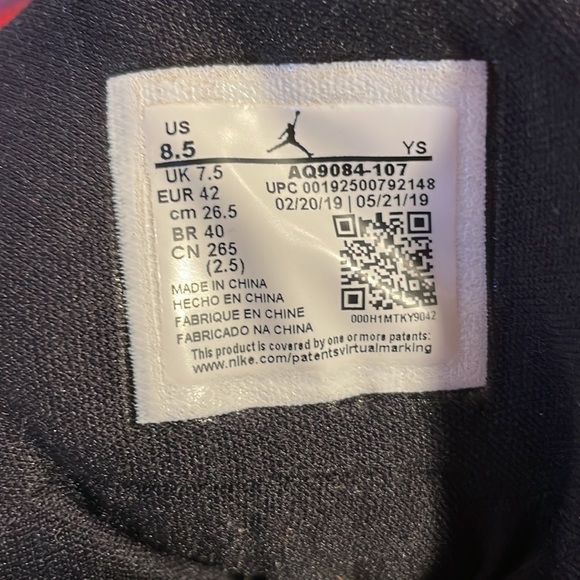 US
8.5
YS
UK 7.5
AQ9084-107
EUR 42
UPC 00192500792148
cm 26.5
02/20/19 | 05/21/19
BR 40
CN 265
(2.5)
MADE IN CHINA
HECHO EN CHINA
FABRIQUE EN CHINE
FABRICADO NA CHINA
000H1MTKY9042
This product is covered by one or more patents:
www.nike.com/patentsvirtualmarking